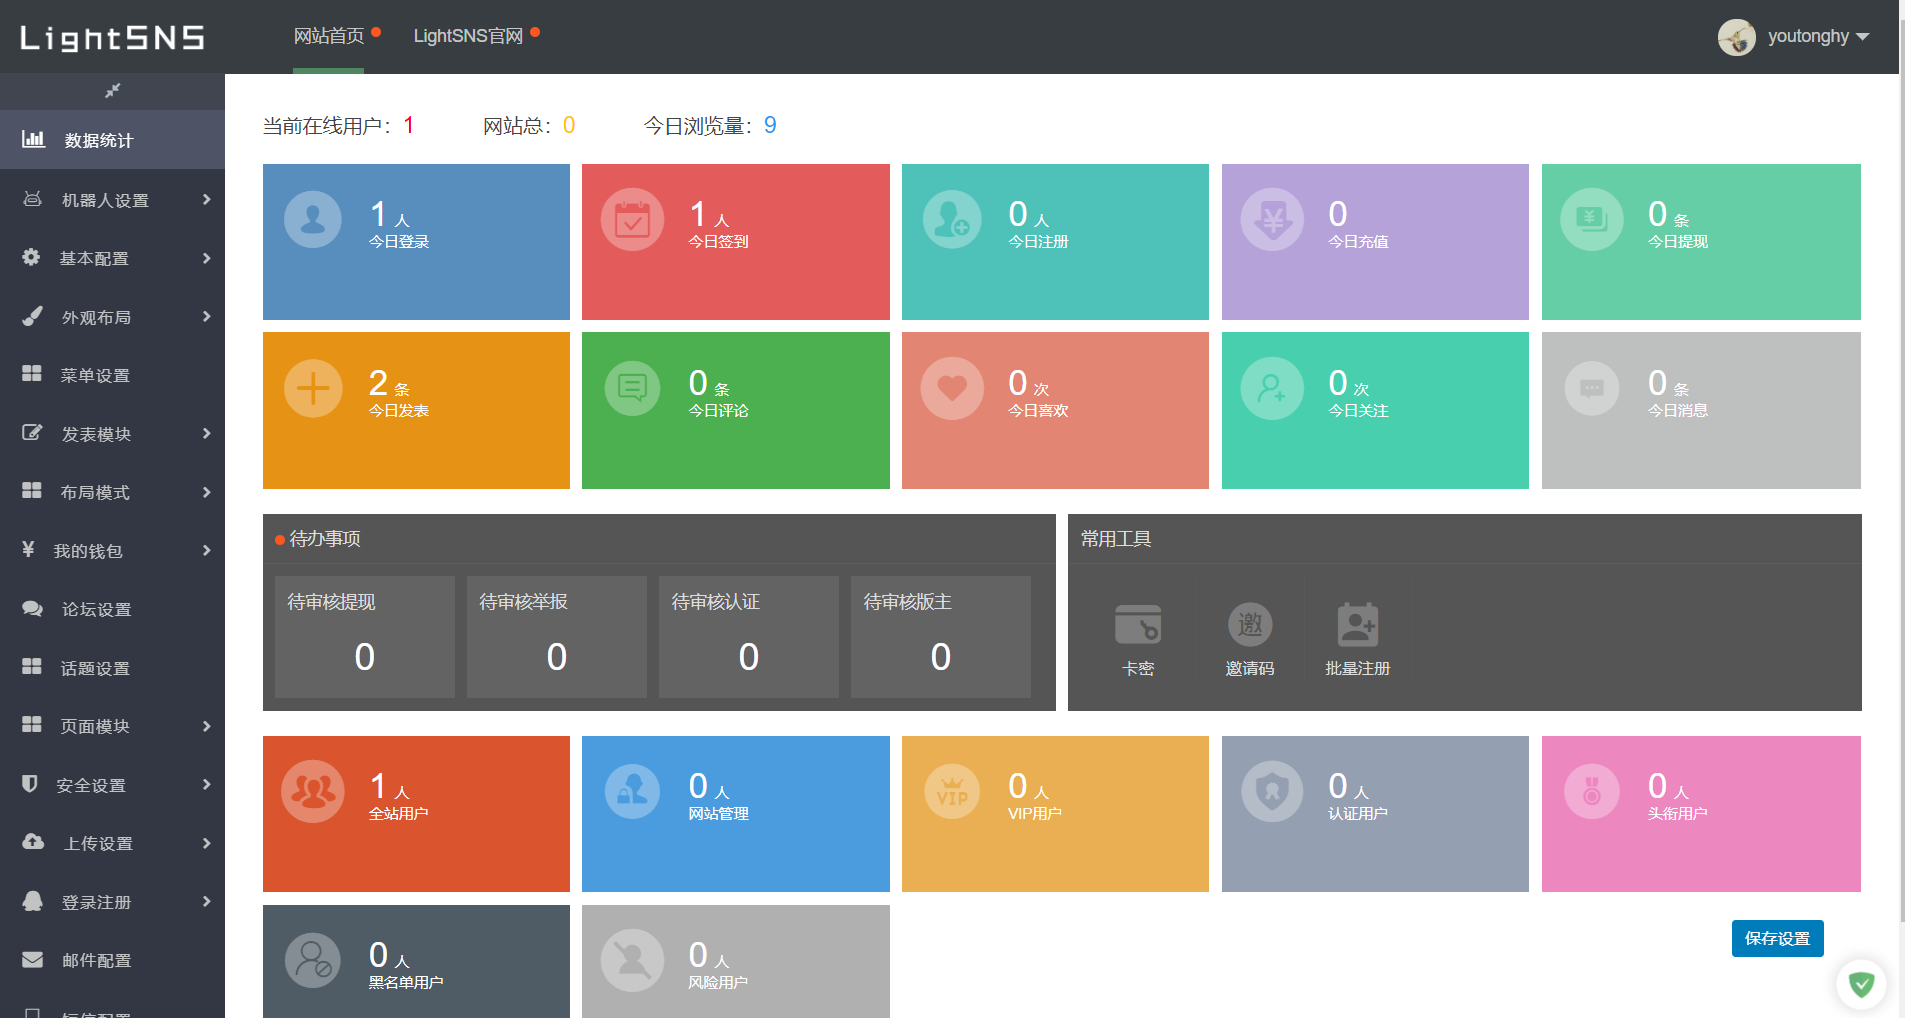 LightSNS
网站首页
LightSNS官网
youtonghy
数据统计
机器人设置
基本配置
外观布局
菜单设置
发表模块
布局模式
我的钱包
论坛设置
话题设置
页面模块
安全设置
上传设置
登录注册
邮件配置
短信配置
当前在线用户：1 网站总：0 今日浏览量：9
1 人
今日登录
1 人
今日签到
0 人
今日注册
0
今日充值
0 条
今日提现
2 条
今日发表
0 条
今日评论
0 次
今日喜欢
0 次
今日关注
0 条
今日消息
待办事项
待审核提现
0
待审核举报
0
待审核认证
0
待审核版主
0
常用工具
卡密
邀
邀请码
批量注册
1 人
全站用户
0 人
网站管理
VIP
0 人
VIP用户
0 人
认证用户
0 人
头衔用户
0 人
黑名单用户
0 人
风险用户
保存设置